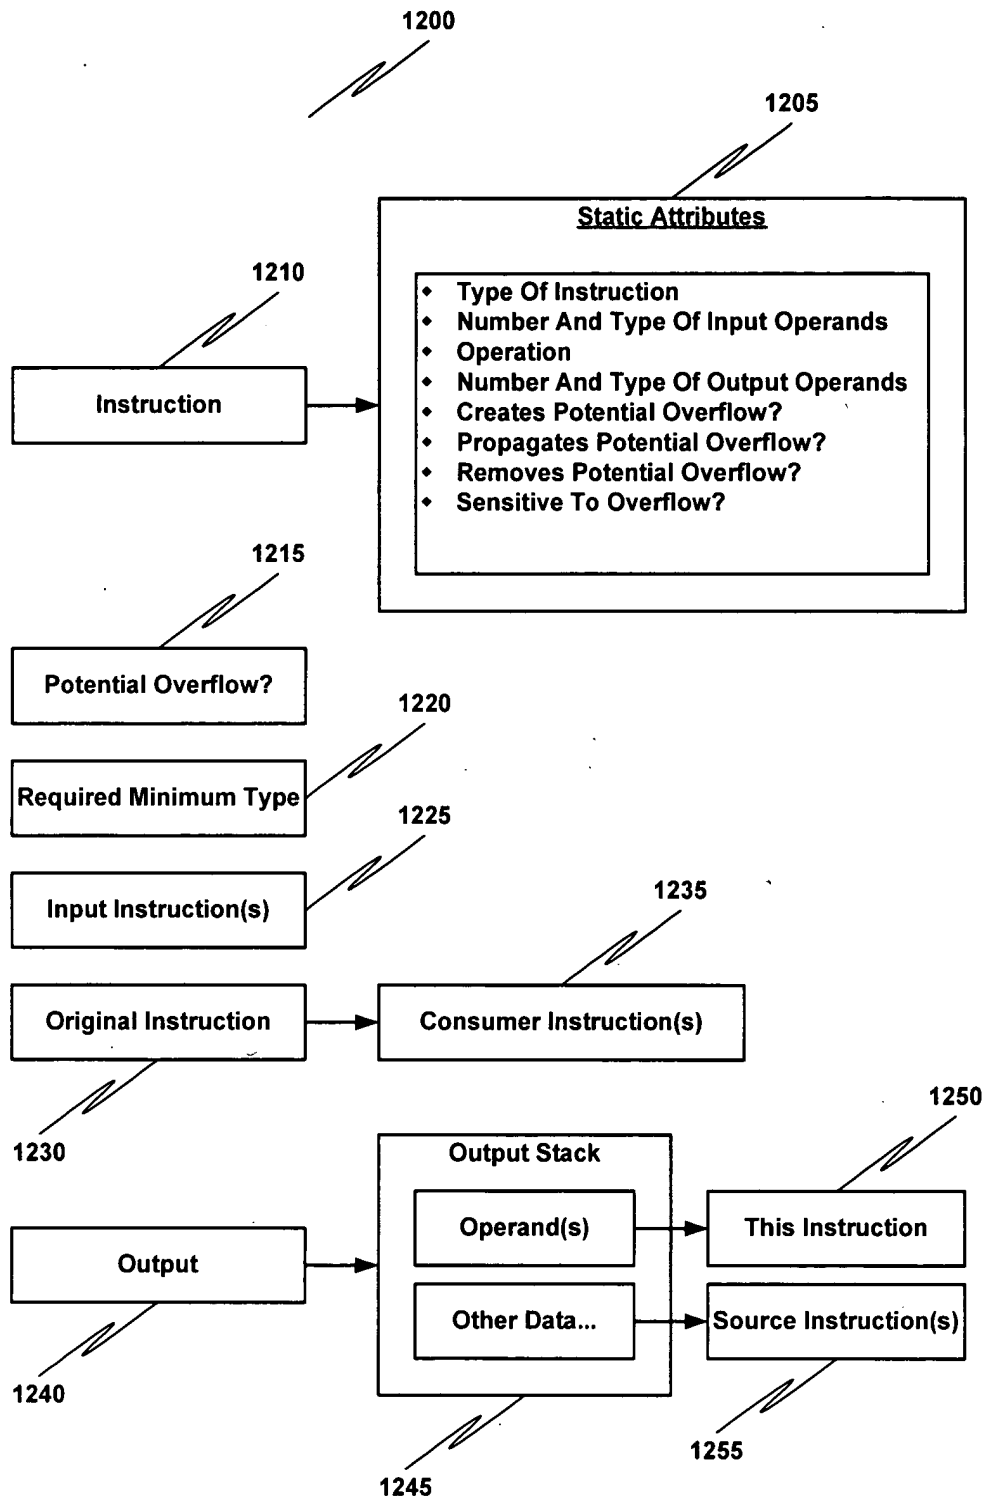 1200
1205
Static Attributes
1210
Instruction
Type Of Instruction
Number And Type Of Input Operands
Operation
Number And Type Of Output Operands
Creates Potential Overflow?
Propagates Potential Overflow?
Removes Potential Overflow?
Sensitive To Overflow?
1215
Potential Overflow?
1220
Required Minimum Type
1225
Input Instruction(s)
1235
Original Instruction
Consumer Instruction(s)
1230
1250
Output Stack
Operand(s)
This Instruction
Output
Other Data...
Source Instruction(s)
1240
1255
1245